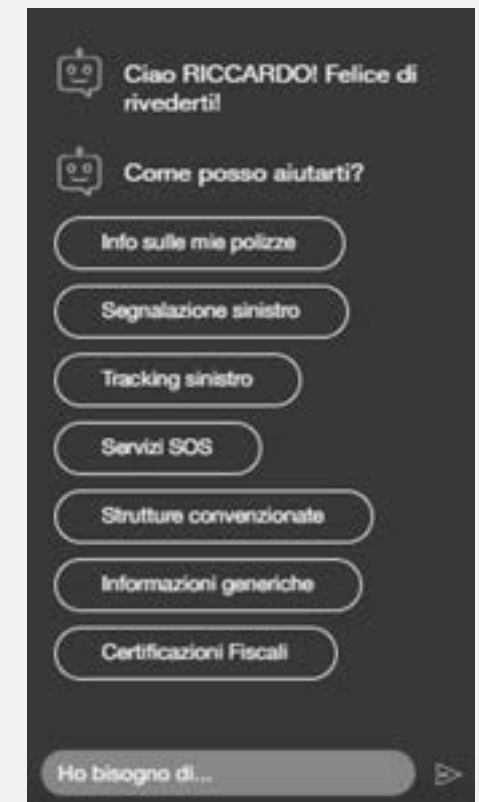 Ciao RICCARDO! Felice di
rivederti!
Come posso aiutarti?
Info sulle mie polizze
Segnalazione sinistro
Tracking sinistro
Servizi SOS
Strutture convenzionate
Informazioni generiche
Certificazioni Fiscali
Ho bisogno di...